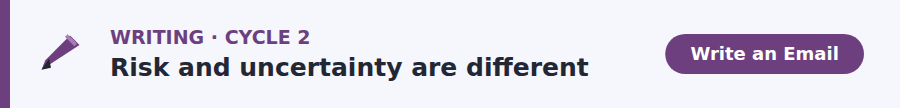 WRITING · CYCLE 2
Risk and uncertainty are different
Write an Email